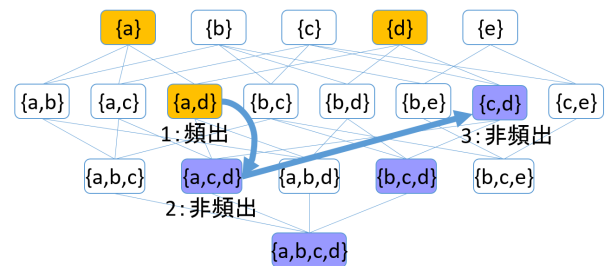 {a} {b} {c} {d} {e}
{a,b} {a,c} {a,d} {b,c} {b,d} {b,e} {c,d} {c,e}
1:頻出 3:非頻出
{a,b,c} {a,c,d} {a,b,d} {b,c,d} {b,c,e}
2:非頻出
{a,b,c,d}